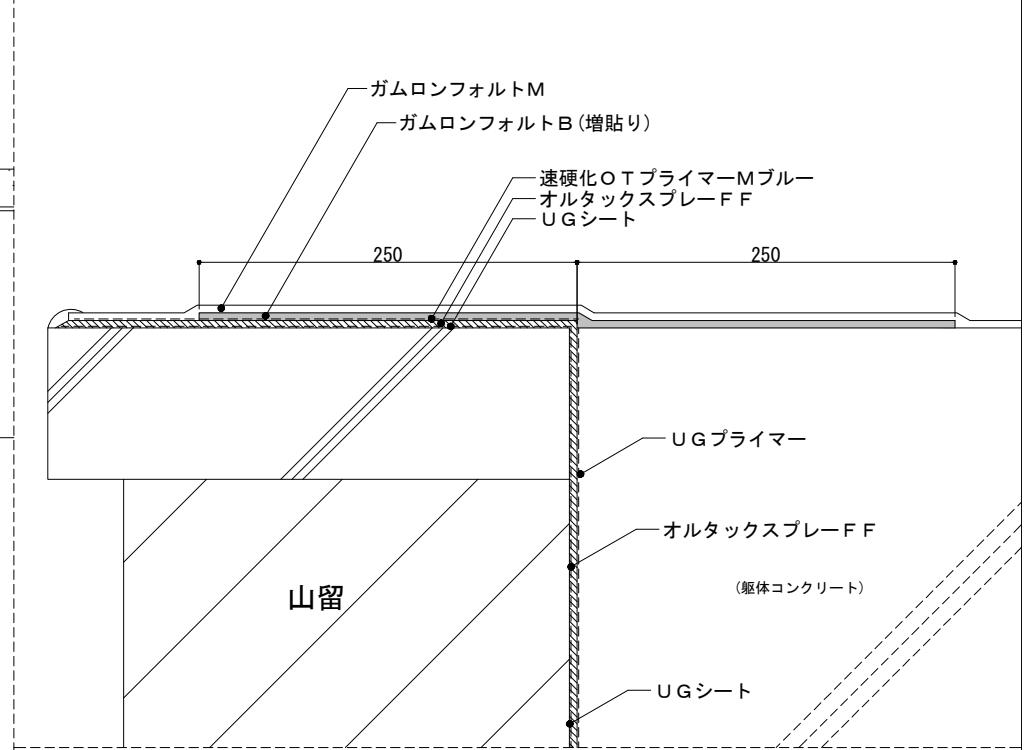 ガムロンフォルトM
ガムロンフォルトB(増貼り)
速硬化OTプライマーMブルー
オルタックスプレーFF
UGシート
250
250
UGプライマー
オルタックスプレーFF
(躯体コンクリート)
山留
UGシート